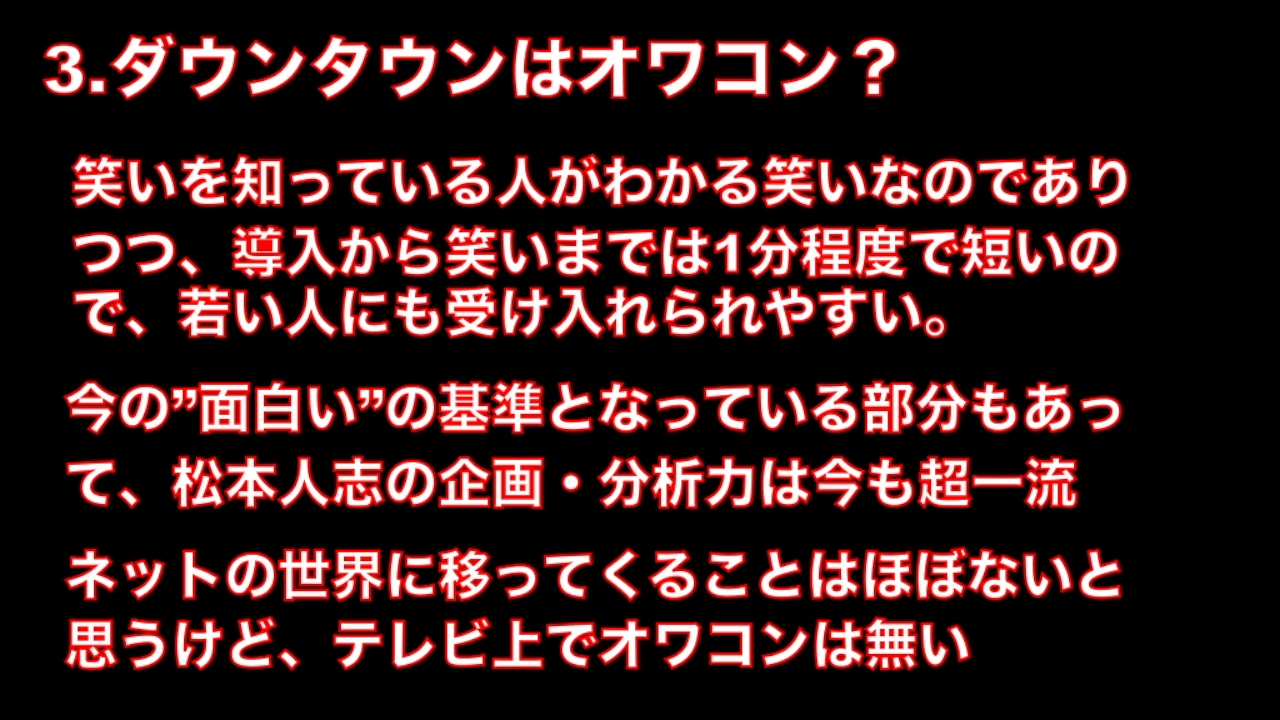 3.ダウンタウンはオワコン？
笑いを知っている人がわかる笑いなのであり
つつ、導入から笑いまでは1分程度で短いの
で、若い人にも受け入れられやすい。
今の”面白い”の基準となっている部分もあっ
て、松本人志の企画・分析力は今も超一流
ネットの世界に移ってくることはほぼないと
思うけど、テレビ上でオワコンは無い